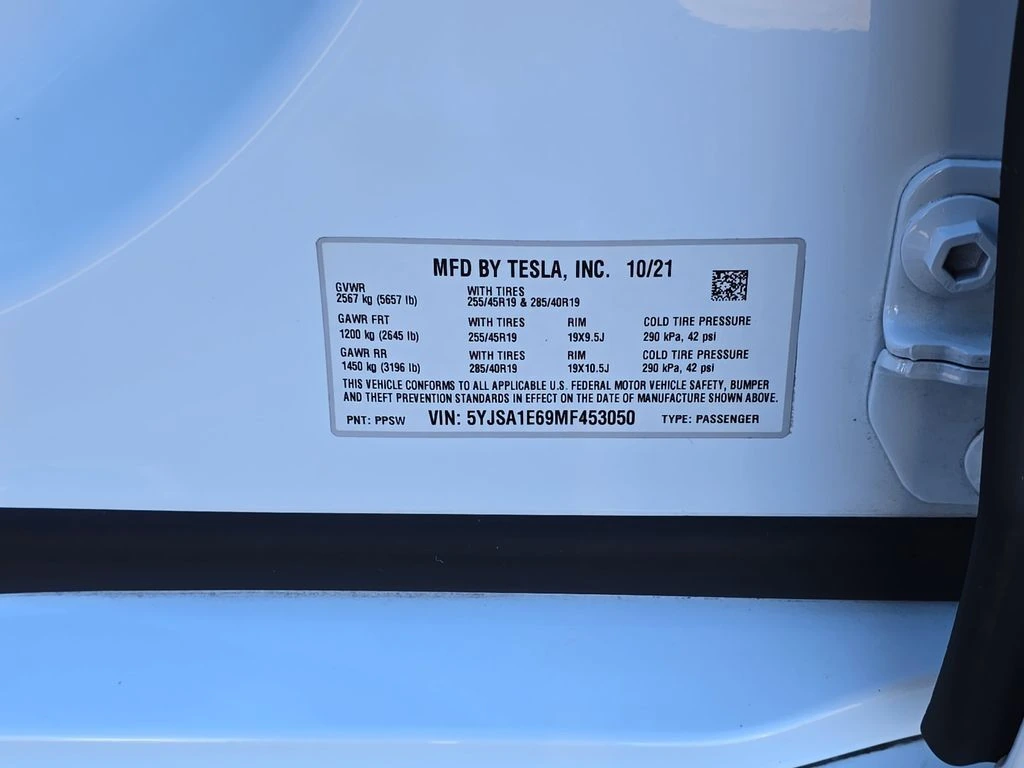 MFD BY TESLA, INC. 10/21
GVWR WITH TIRES
2567 kg (5657 lb) 255/45R19 & 285/40R19
GAWR FRT WITH TIRES RIM COLD TIRE PRESSURE
1200 kg (2645 lb) 255/45R19 19X9.5J 290 kPa, 42 psi
GAWR RR WITH TIRES RIM COLD TIRE PRESSURE
1450 kg (3196 lb) 285/40R19 19X10.5J 290 kPa, 42 psi
THIS VEHICLE CONFORMS TO ALL APPLICABLE U.S. FEDERAL MOTOR VEHICLE SAFETY, BUMPER
AND THEFT PREVENTION STANDARDS IN EFFECT ON THE DATE OF MANUFACTURE SHOWN ABOVE.
PNT: PPSW VIN: 5YJSA1E69MF453050 TYPE: PASSENGER